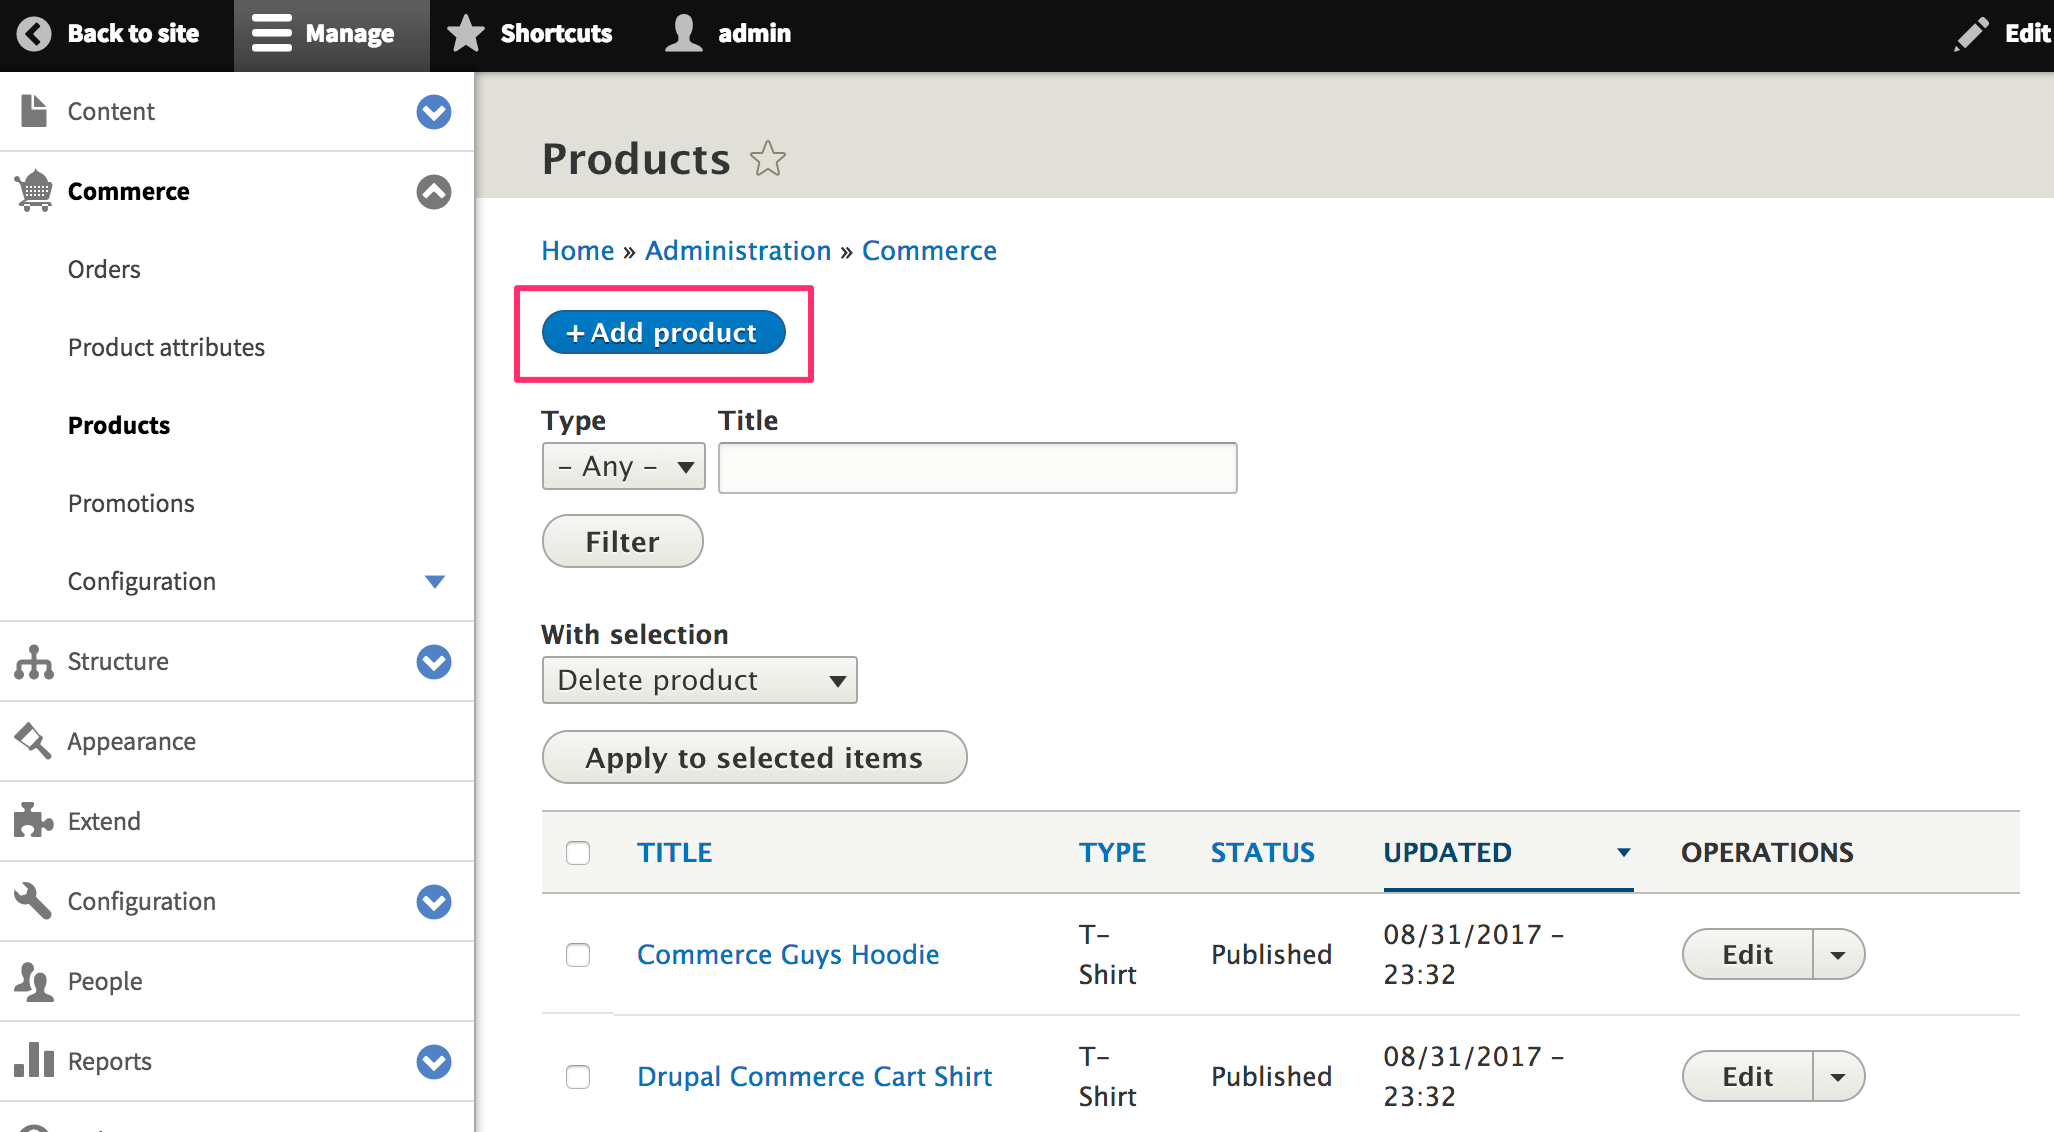 Back to site
Manage
Shortcuts
admin
Edit
Content
Commerce
Orders
Product attributes
Products
Promotions
Configuration
Structure
Appearance
Extend
Configuration
People
Reports
Products
Home » Administration » Commerce
+ Add product
Type Title
– Any –
Filter
With selection
Delete product
Apply to selected items
TITLE TYPE STATUS UPDATED OPERATIONS
Commerce Guys Hoodie T– Shirt Published 08/31/2017 – 23:32 Edit
Drupal Commerce Cart Shirt T– Shirt Published 08/31/2017 – 23:32 Edit